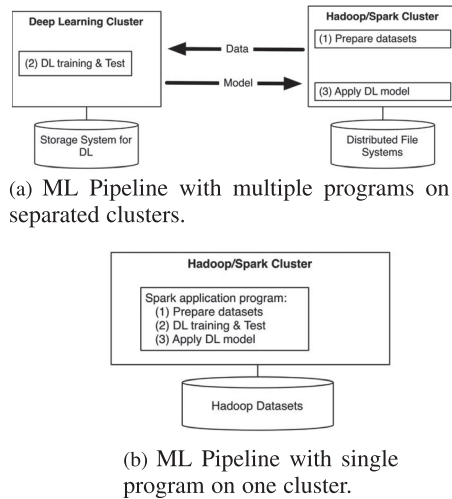 Deep Learning Cluster
(2) DL training & Test
Storage System for
DL
Data
Model
Hadoop/Spark Cluster
(1) Prepare datasets
(3) Apply DL model
Distributed File
Systems
(a) ML Pipeline with multiple programs on
separated clusters.
Hadoop/Spark Cluster
Spark application program:
(1) Prepare datasets
(2) DL training & Test
(3) Apply DL model
Hadoop Datasets
(b) ML Pipeline with single
program on one cluster.